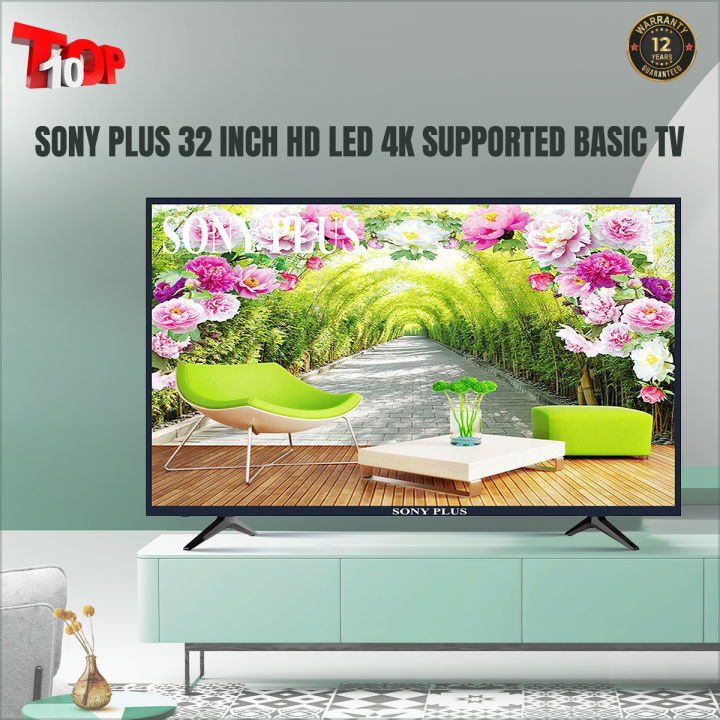 TOP
10
WARRANTY
12
YEARS
GUARANTEED
SONY PLUS 32 INCH HD LED 4K SUPPORTED BASIC TV
SONY PLUS
SONY PLUS